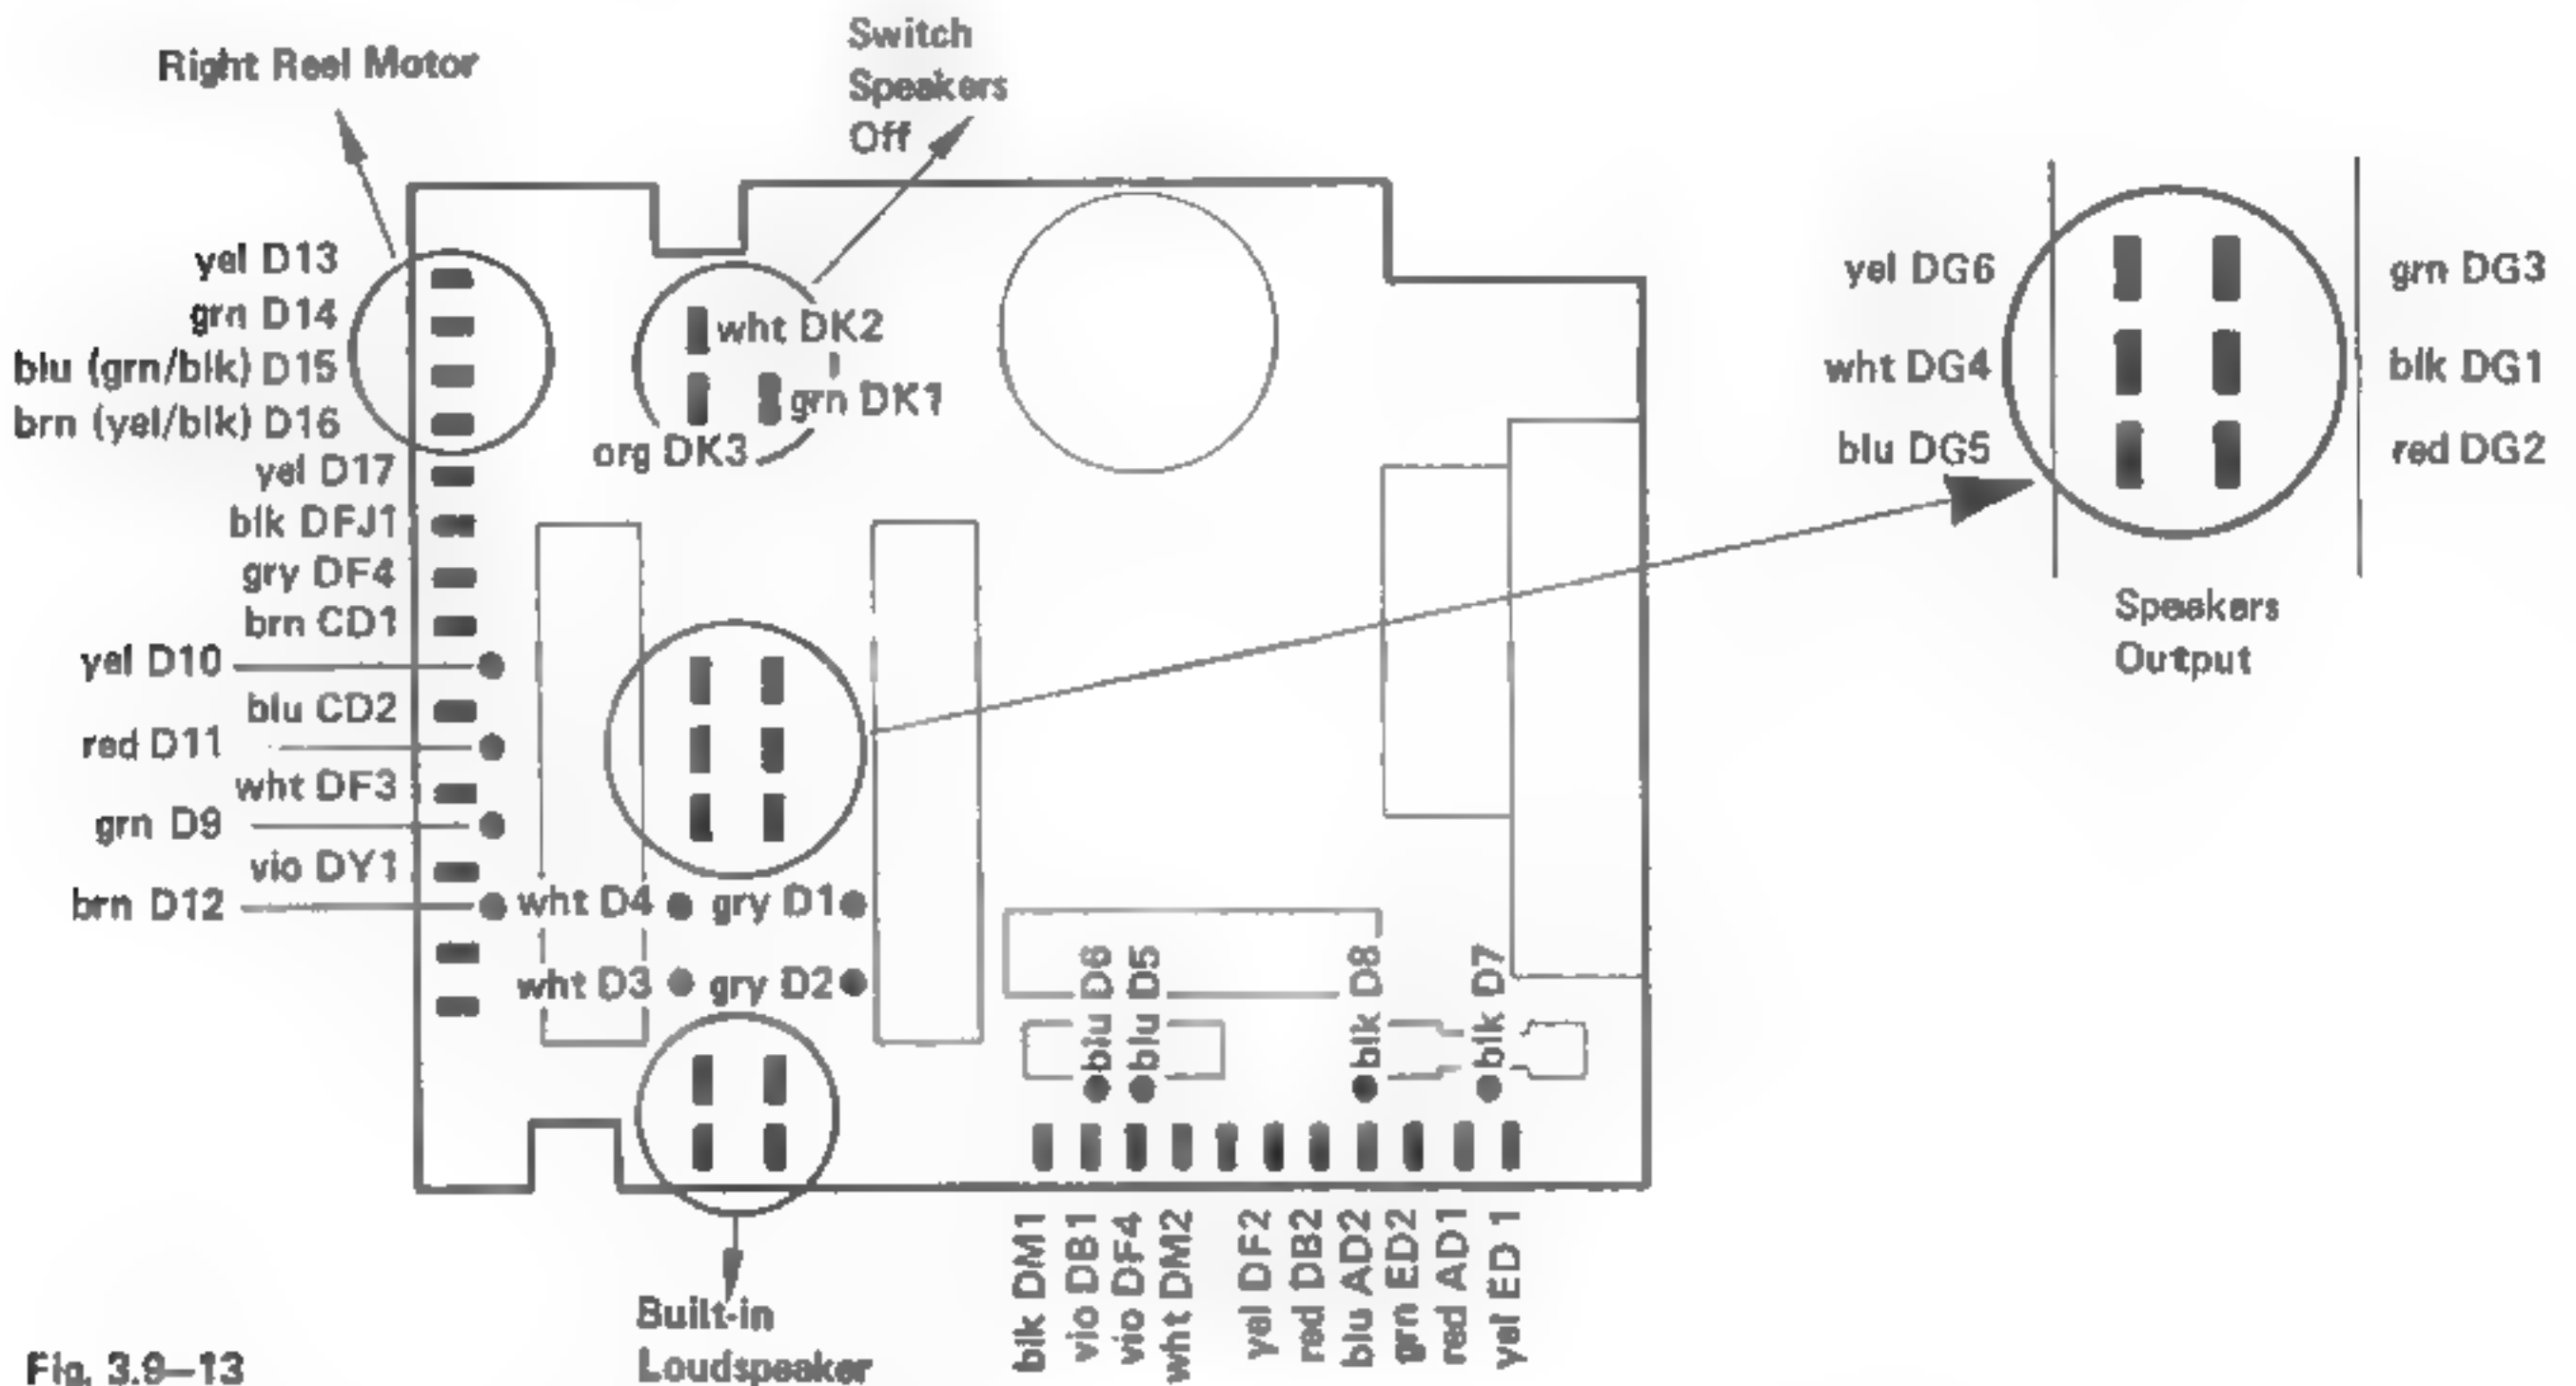 Right Reel Motor
Switch
Speakers
Off
yel D13
grn D14
blu (grn/blk) D15
brn (yel/blk) D16
yel D17
blk DFJ1
gry DF4
brn CD1
yel D10
blu CD2
red D11
wht DF3
grn D9
vio DY1
brn D12
wht DK2
grn DK1
org DK3
wht D4
gry D1
wht D3
gry D2
blu D6
blu D5
blk D8
blk D7
yel DG6
grn DG3
wht DG4
blk DG1
blu DG5
red DG2
Speakers
Output
blk DM1
vio DB1
vio DF4
wht DM2
yel DF2
red DB2
blu AD2
grn ED2
red AD1
yel ED 1
Built-in
Loudspeaker
Fig. 3.9–13